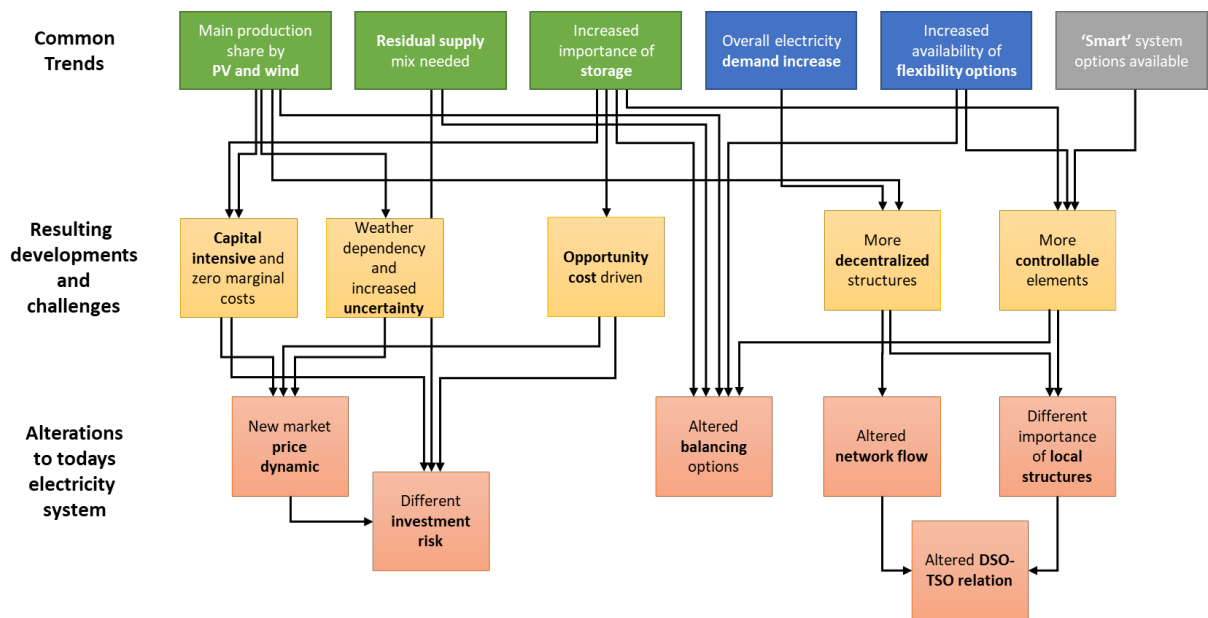 Common
Trends
Main production
share by
PV and wind
Residual supply
mix needed
Increased
importance of
storage
Overall electricity
demand increase
Increased
availability of
flexibility options
‘Smart’ system
options available
Resulting
developments
and
challenges
Capital
intensive and
zero marginal
costs
Weather
dependency and
increased
uncertainty
Opportunity
cost driven
More
decentralized
structures
More
controllable
elements
Alterations
to todays
electricity
system
New market
price
dynamic
Different
investment
risk
Altered
balancing
options
Altered
network flow
Different
importance
of local
structures
Altered DSO-
TSO relation